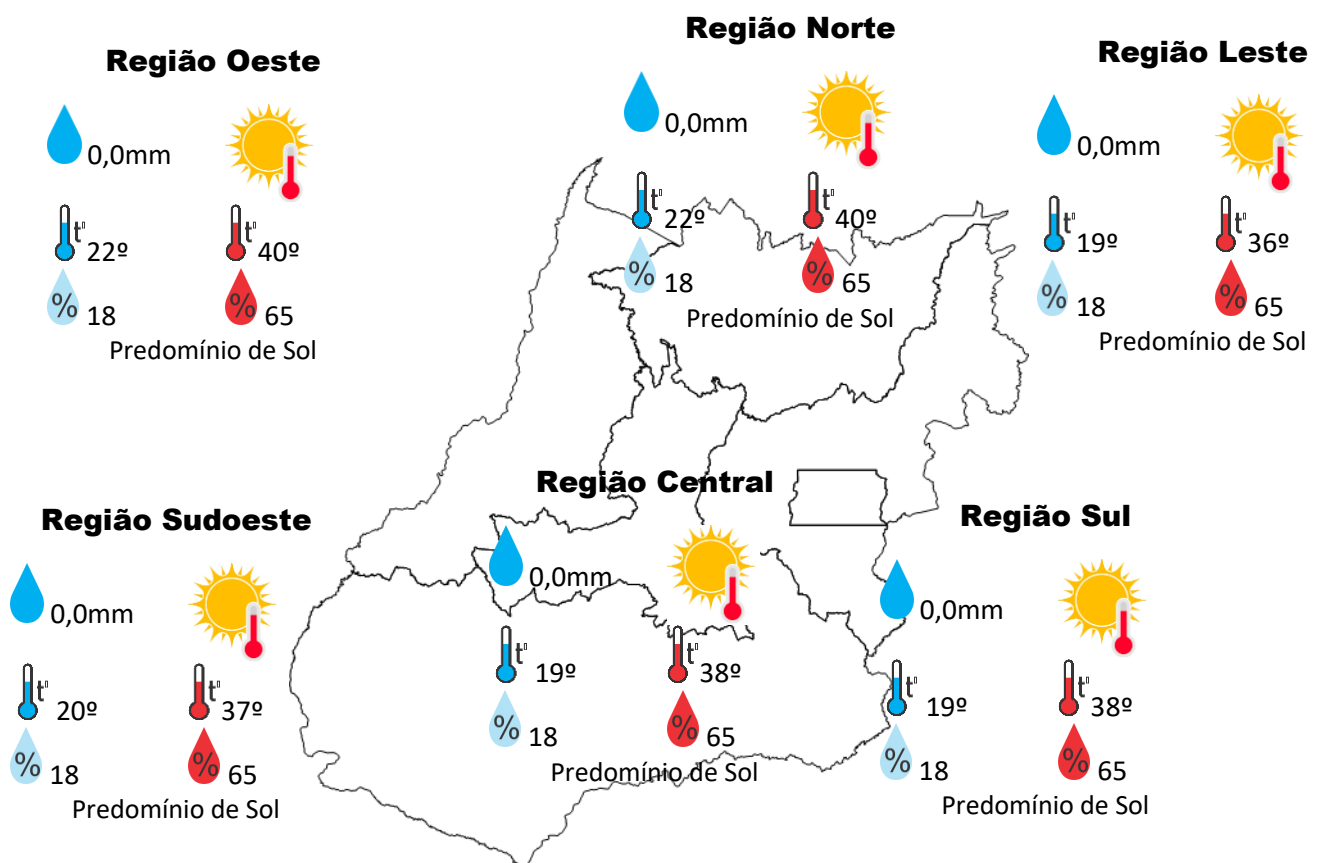 Região Oeste
0,0mm
t°
22º
t°
40º
%
18
%
65
Predomínio de Sol
Região Norte
0,0mm
t°
22º
t°
40º
%
18
%
65
Predomínio de Sol
Região Leste
0,0mm
t°
19º
t°
36º
%
18
%
65
Predomínio de Sol
Região Sudoeste
0,0mm
t°
20º
t°
37º
%
18
%
65
Predomínio de Sol
Região Central
0,0mm
t°
19º
t°
38º
%
18
%
65
Predomínio de Sol
Região Sul
0,0mm
t°
19º
t°
38º
%
18
%
65
Predomínio de Sol